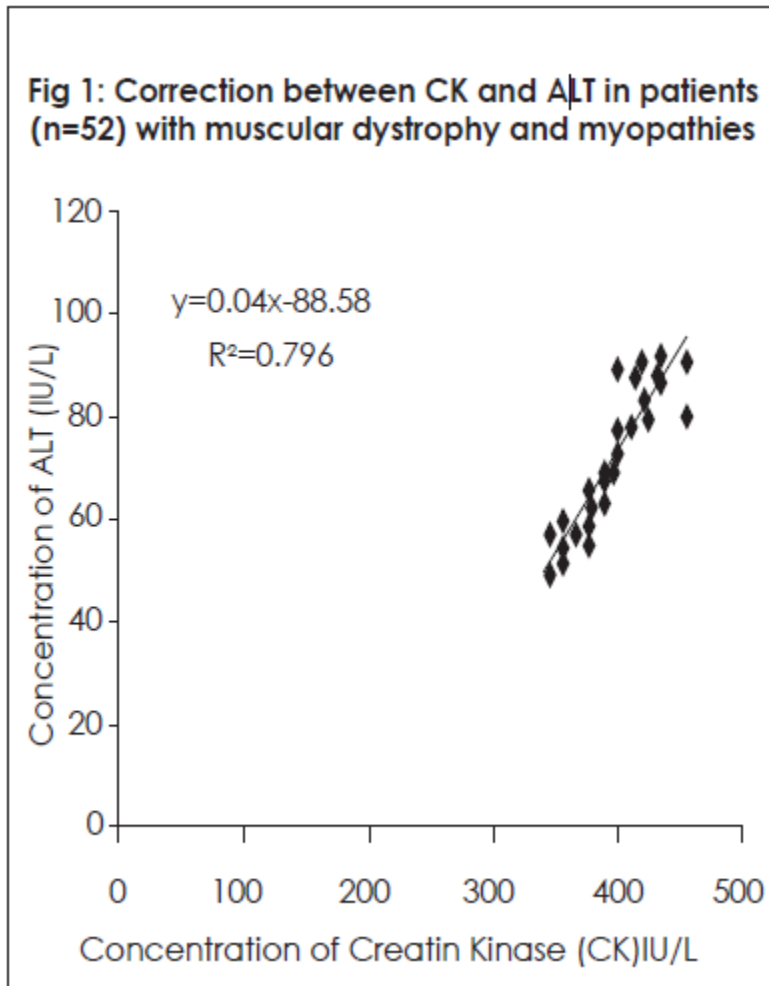 Fig 1: Correction between CK and ALT in patients
(n=52) with muscular dystrophy and myopathies
120
y=0.04x-88.58
100
R²=0.796
80
60
40
20
0
Concentration of ALT (IU/L)
0 100 200 300 400 500
Concentration of Creatin Kinase (CK)IU/L